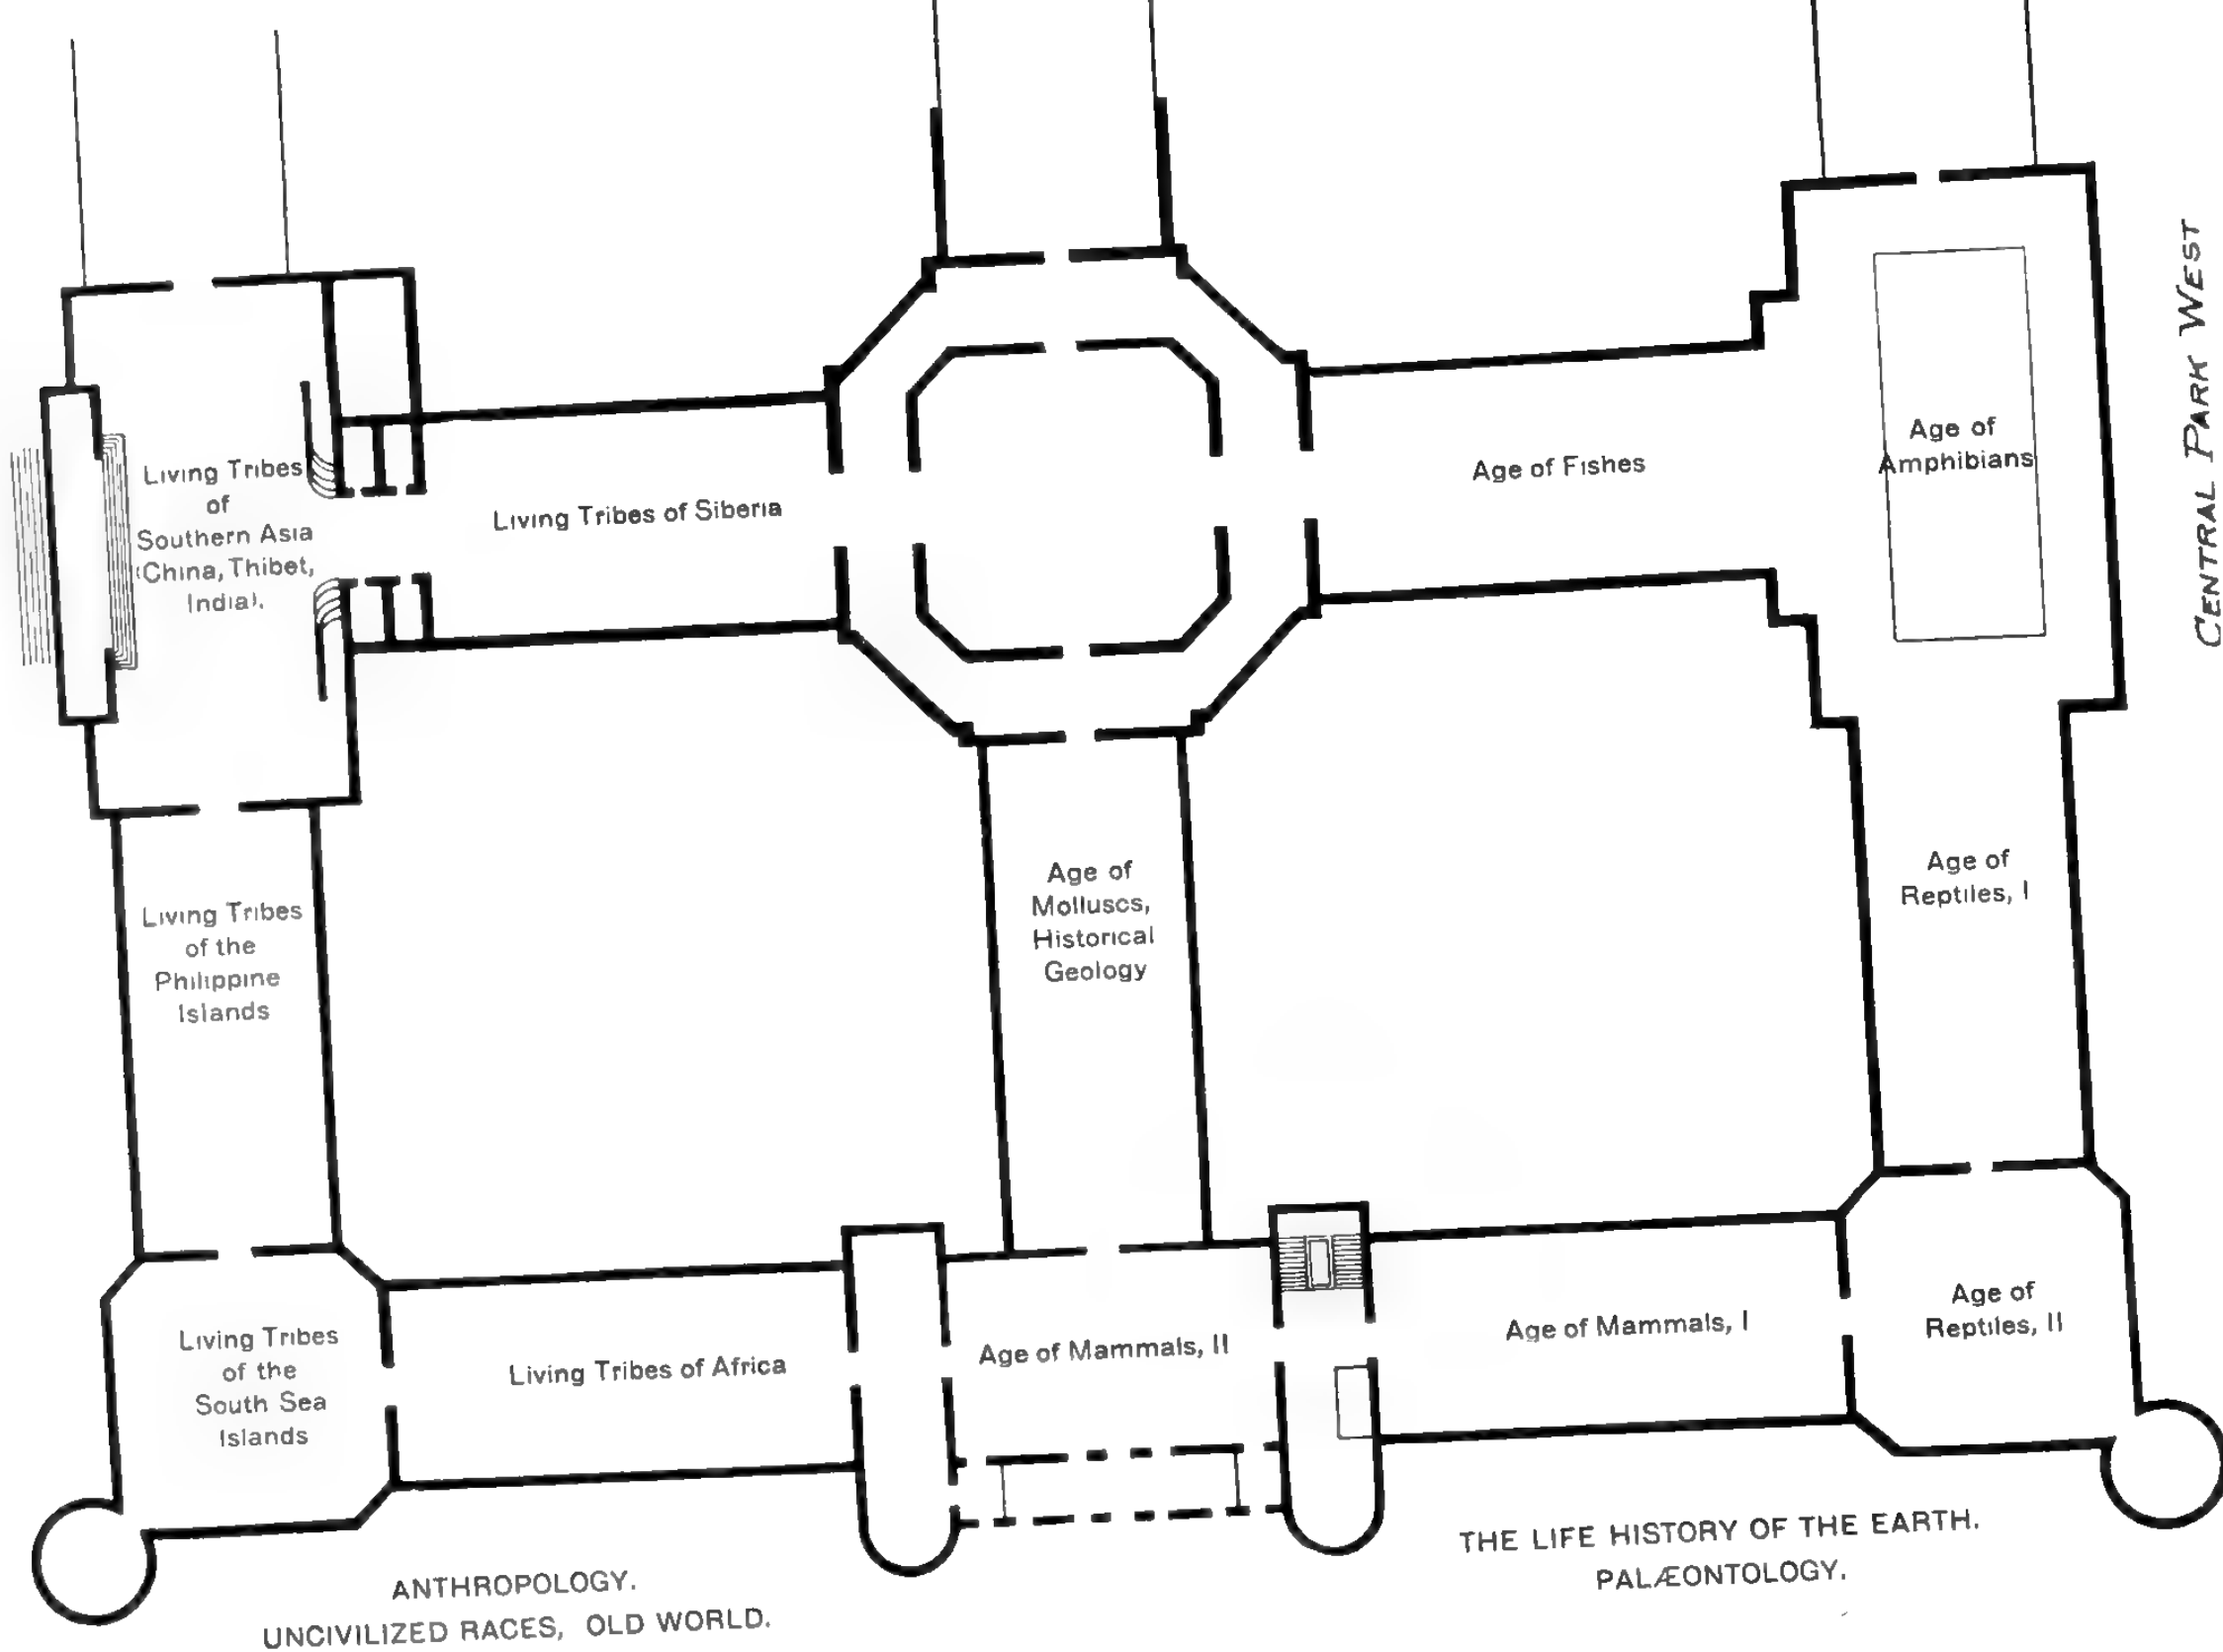 Living Tribes
of
Southern Asia
(China, Thibet,
India).
Living Tribes of Siberia
Age of Fishes
Age of
Amphibians
CENTRAL PARK WEST
Living Tribes
of the
Philippine
Islands
Age of
Molluscs,
Historical
Geology
Age of
Reptiles, I
Living Tribes
of the
South Sea
Islands
Living Tribes of Africa
Age of Mammals, II
Age of Mammals, I
Age of
Reptiles, II
ANTHROPOLOGY.
UNCIVILIZED RACES, OLD WORLD.
THE LIFE HISTORY OF THE EARTH.
PALÆONTOLOGY.